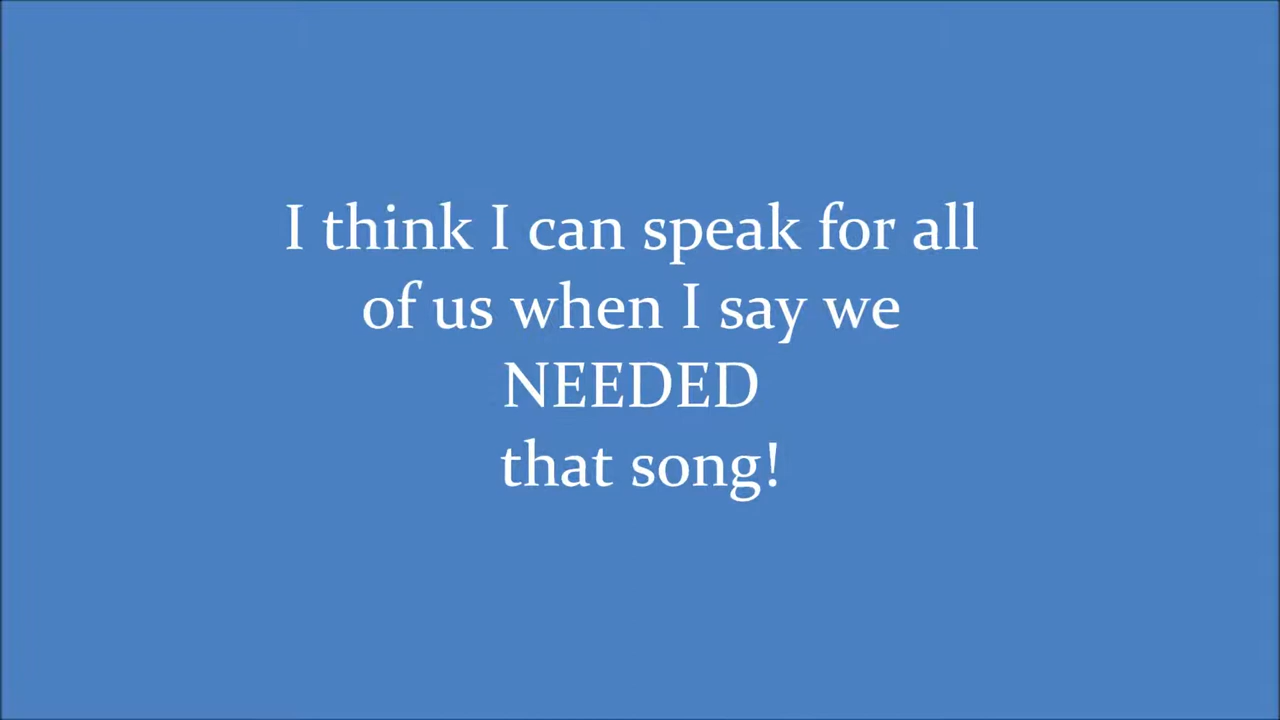 I think I can speak for all
of us when I say we
NEEDED
that song!